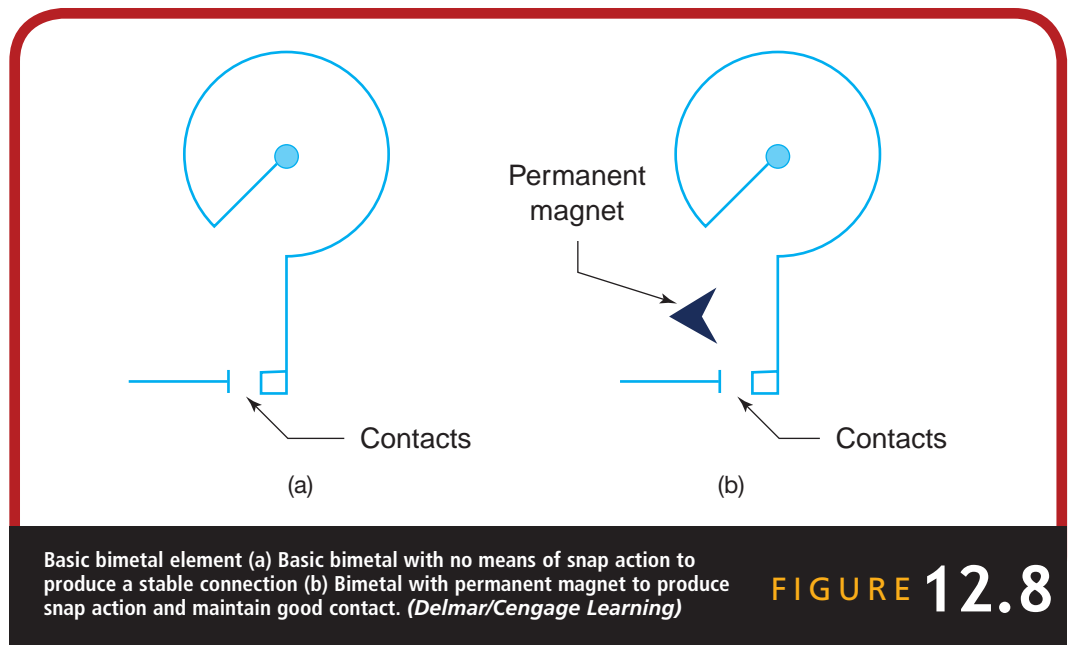 Permanent
magnet
Contacts
(a)
Contacts
(b)
Basic bimetal element (a) Basic bimetal with no means of snap action to
produce a stable connection (b) Bimetal with permanent magnet to produce
snap action and maintain good contact. (Delmar/Cengage Learning)
FIGURE 12.8